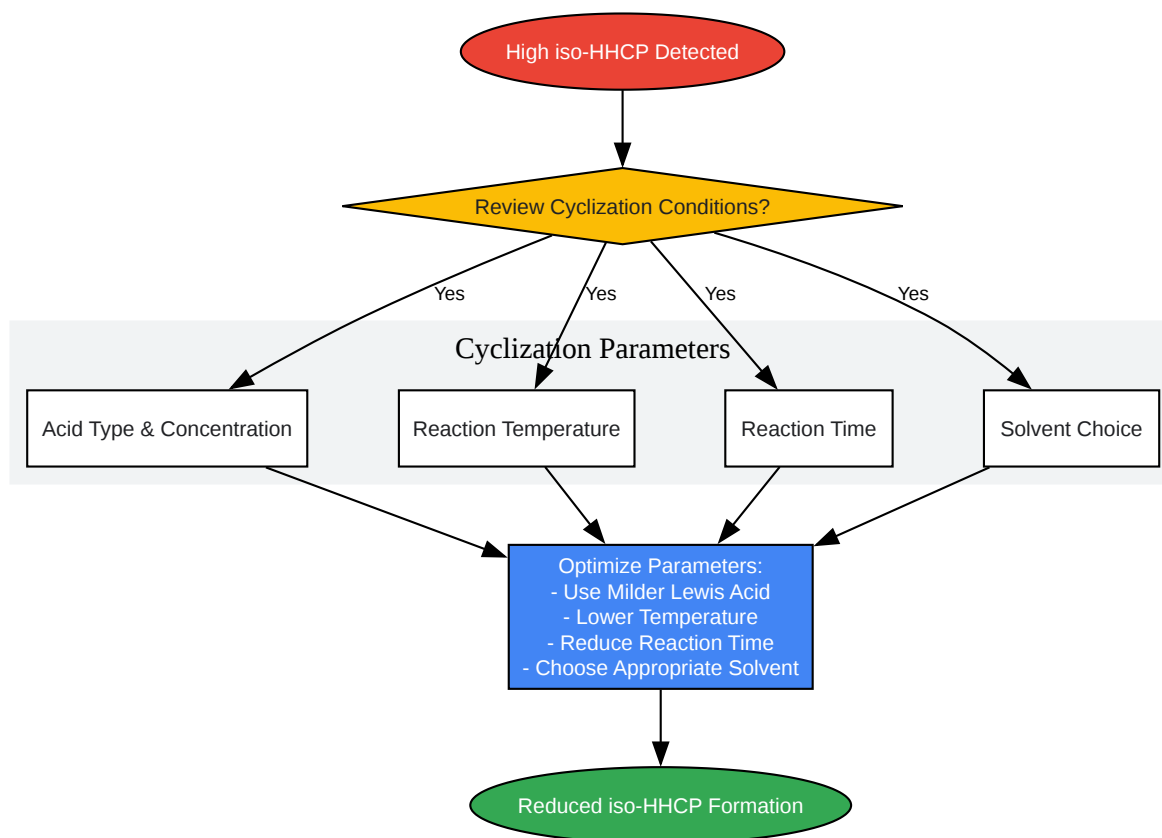 High iso-HHCP Detected
Review Cyclization Conditions?
Yes
Yes
Yes
Yes
Cyclization Parameters
Acid Type & Concentration
Reaction Temperature
Reaction Time
Solvent Choice
Optimize Parameters:
- Use Milder Lewis Acid
- Lower Temperature
- Reduce Reaction Time
- Choose Appropriate Solvent
Reduced iso-HHCP Formation